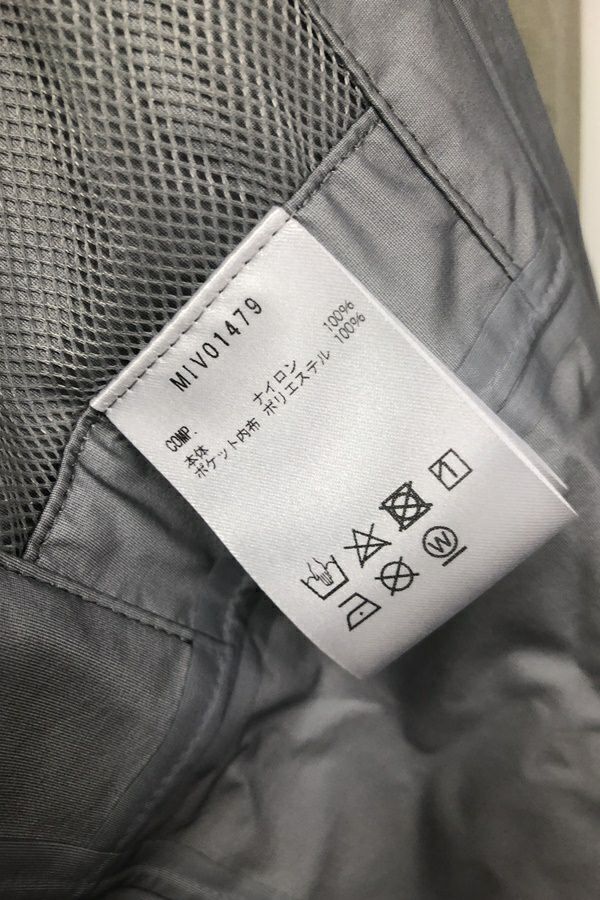 MIV01479
COMP.
本体 ナイロン 100%
ポケット内布 ポリエステル 100%
W